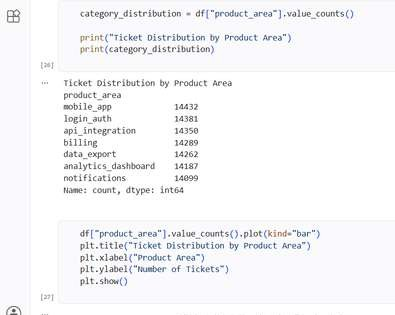 category_distribution = df["product_area"].value_counts()
print("Ticket Distribution by Product Area")
print(category_distribution)
[26]
... Ticket Distribution by Product Area
product_area
mobile_app 14432
login_auth 14381
api_integration 14350
billing 14289
data_export 14262
analytics_dashboard 14187
notifications 14099
Name: count, dtype: int64
df["product_area"].value_counts().plot(kind="bar")
plt.title("Ticket Distribution by Product Area")
plt.xlabel("Product Area")
plt.ylabel("Number of Tickets")
plt.show()
[27]